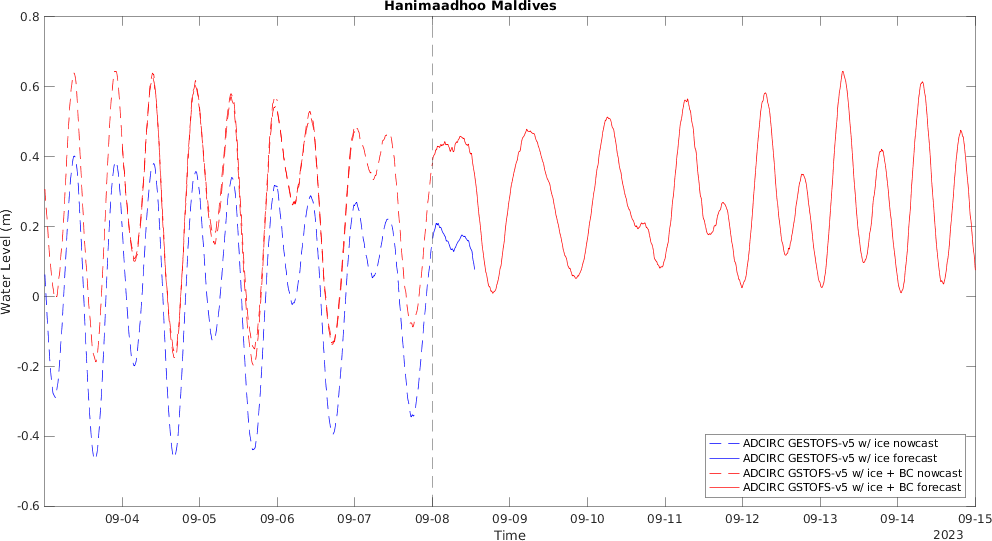 Hanimaadhoo Maldives
0.8
0.6
0.4
0.2
0
-0.2
-0.4
-0.6
Water Level (m)
ADCIRC GESTOFS-v5 w/ ice nowcast
ADCIRC GESTOFS-v5 w/ ice forecast
ADCIRC GSTOFS-v5 w/ ice + BC nowcast
ADCIRC GSTOFS-v5 w/ ice + BC forecast
09-04 09-05 09-06 09-07 09-08 09-09 09-10 09-11 09-12 09-13 09-14 09-15
Time
2023